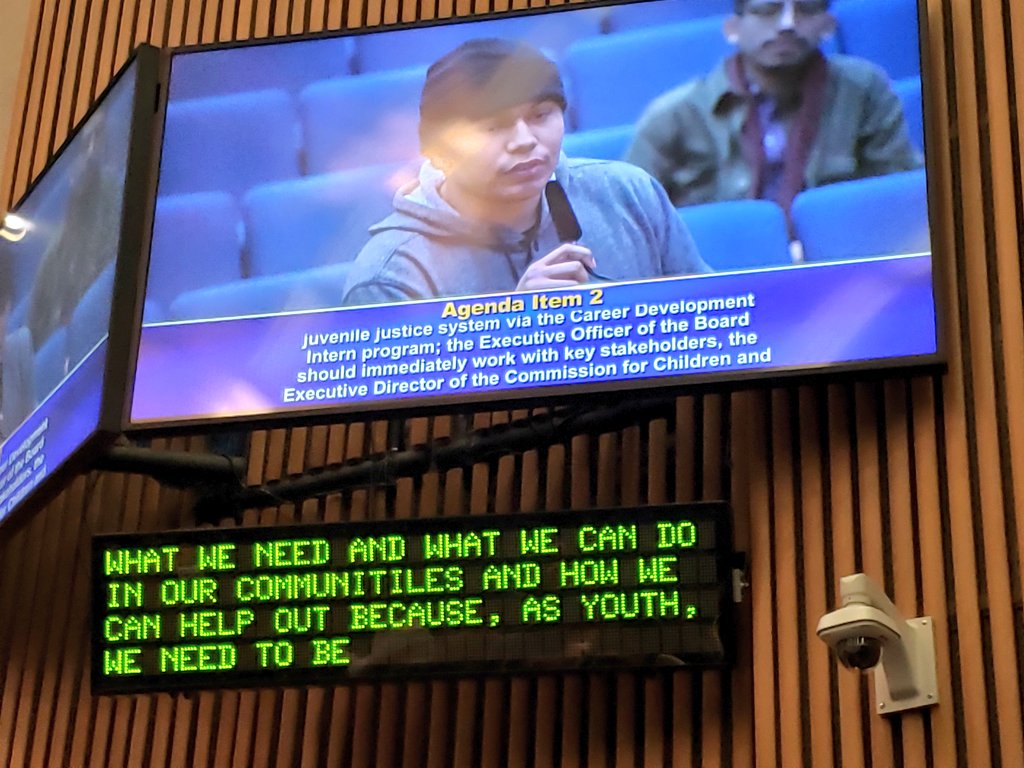 Agenda Item 2
juvenile justice system via the Career Development
Intern program; the Executive Officer of the Board
should immediately work with key stakeholders, the
Executive Director of the Commission for Children and
WHAT WE NEED AND WHAT WE CAN DO
IN OUR COMMUNITILES AND HOW WE
CAN HELP OUT BECAUSE, AS YOUTH,
WE NEED TO BE